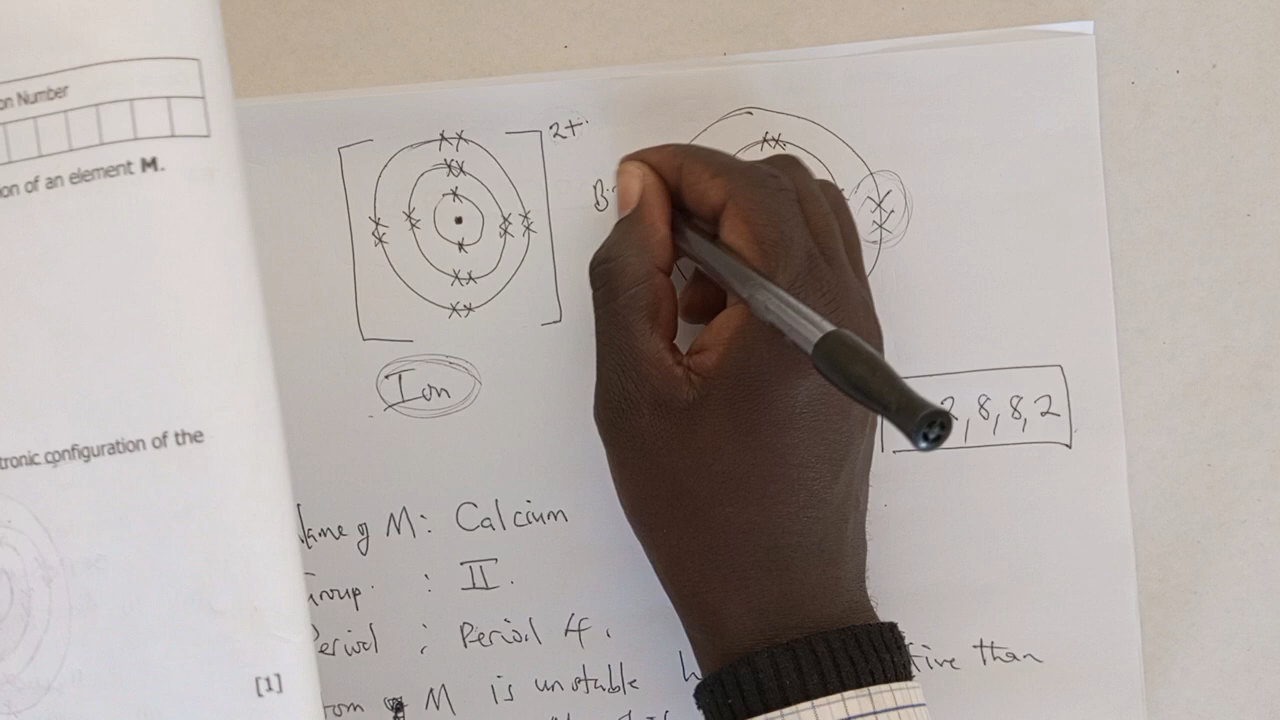 on Number
on of an element M.
tronic configuration of the
[1]
2+
B
Ion
2,8,8,2
Name of M: Calcium
Group : II.
Period : Period 4.
M is unstable
than